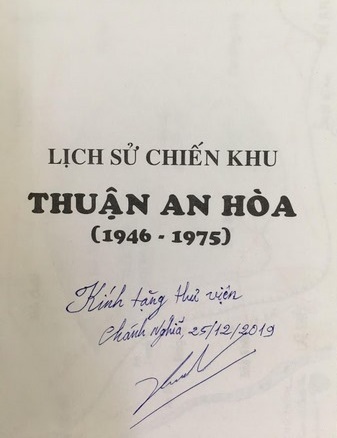 LỊCH SỬ CHIẾN KHU
THUẬN AN HÒA
(1946 - 1975)
Kính tặng thư viện
Chánh Nghĩa, 25/12/2019